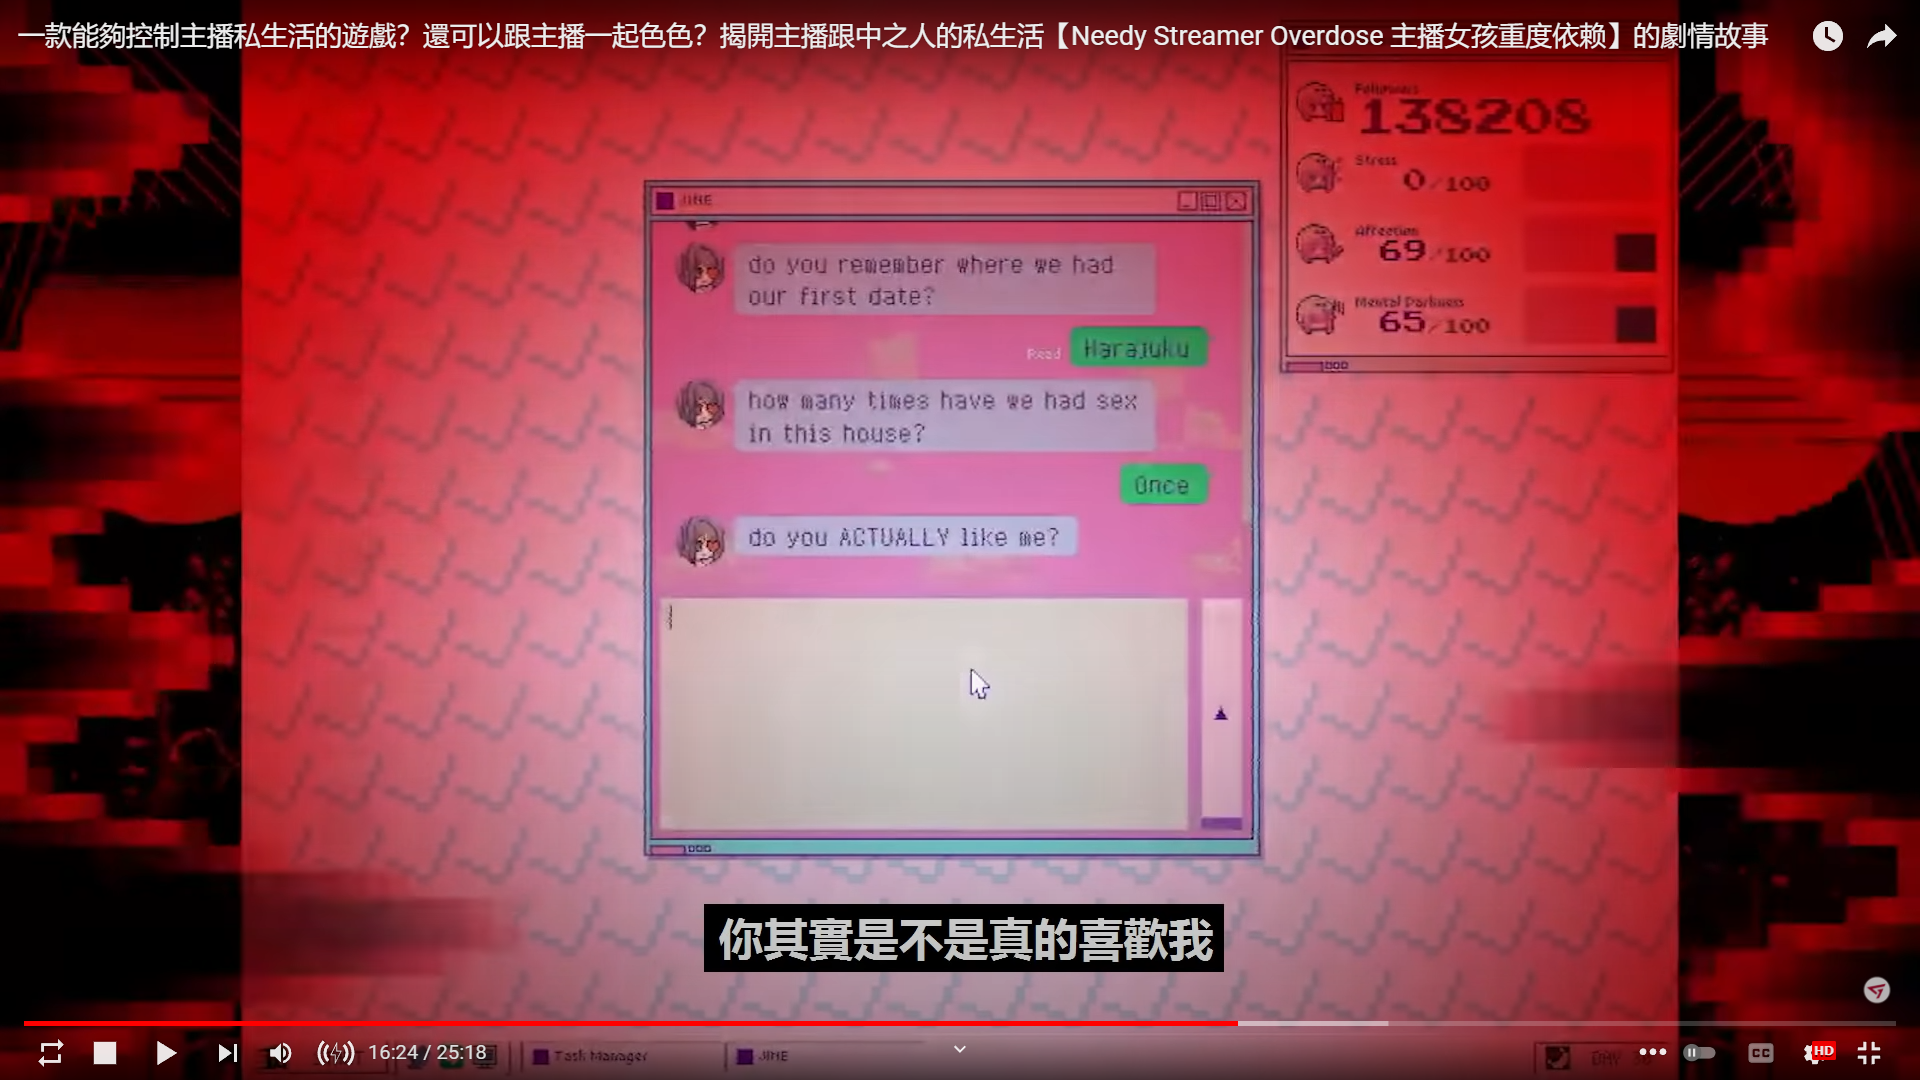 一款能夠控制主播私生活的遊戲？還可以跟主播一起色色？揭開主播跟中之人的私生活【Needy Streamer Overdose 主播女孩重度依赖】的劇情故事
Followers
138208
Stress
0/100
Affection
69/100
Mental Darkness
65/100
JINE
do you remember where we had
our first date?
Read
Harajuku
how many times have we had sex
in this house?
Once
do you ACTUALLY like me?
你其實是不是真的喜歡我
16:24 / 25:18
Task Manager
JINE
DAY
CC
HD